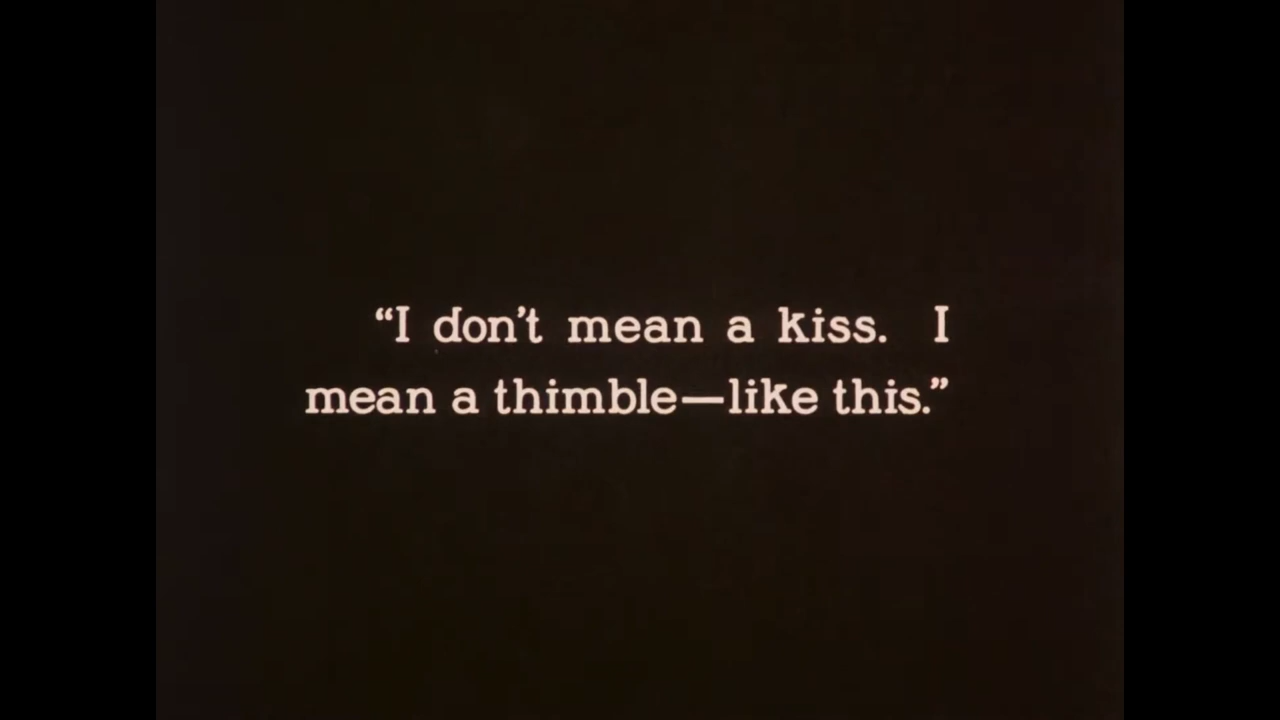 “I don’t mean a kiss.  I
mean a thimble—like this.”